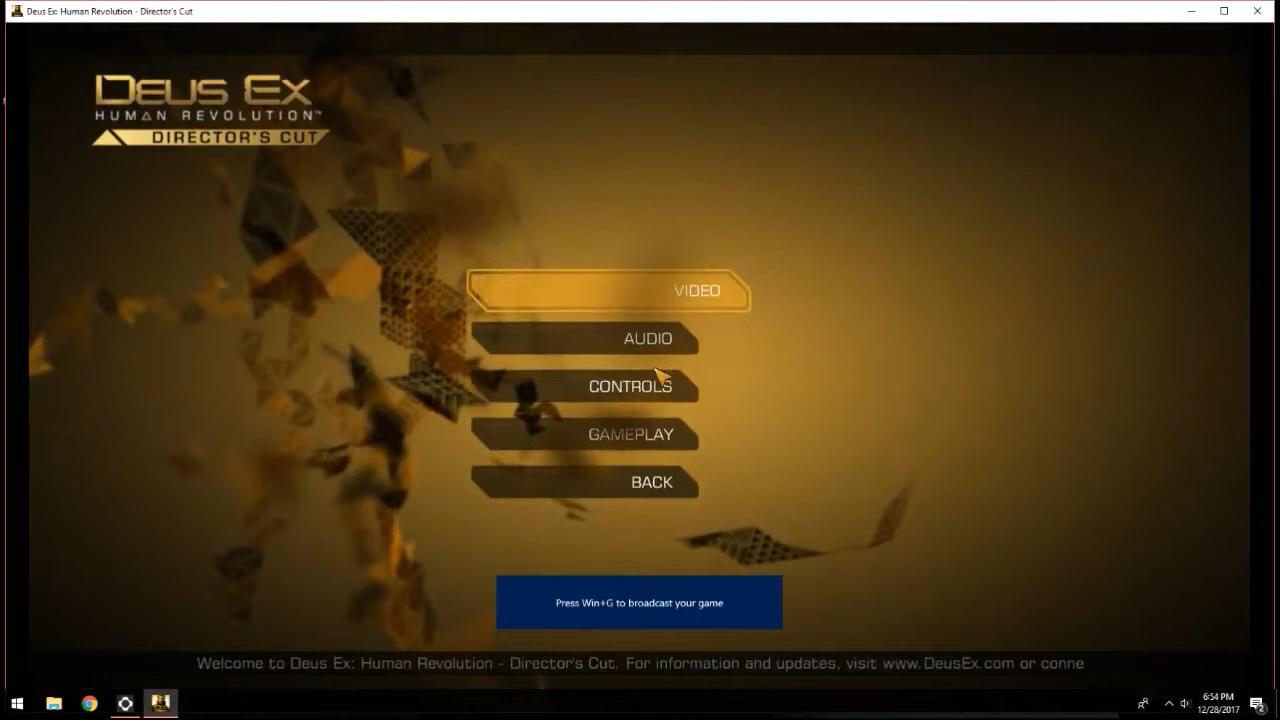 Deus Ex: Human Revolution - Director's Cut
DEUS EX
HUMAN REVOLUTION™
DIRECTOR'S CUT
VIDEO
AUDIO
CONTROLS
GAMEPLAY
BACK
Press Win+G to broadcast your game
Welcome to Deus Ex: Human Revolution - Director's Cut. For information and updates, visit www.DeusEx.com or conne
6:54 PM
12/28/2017
2